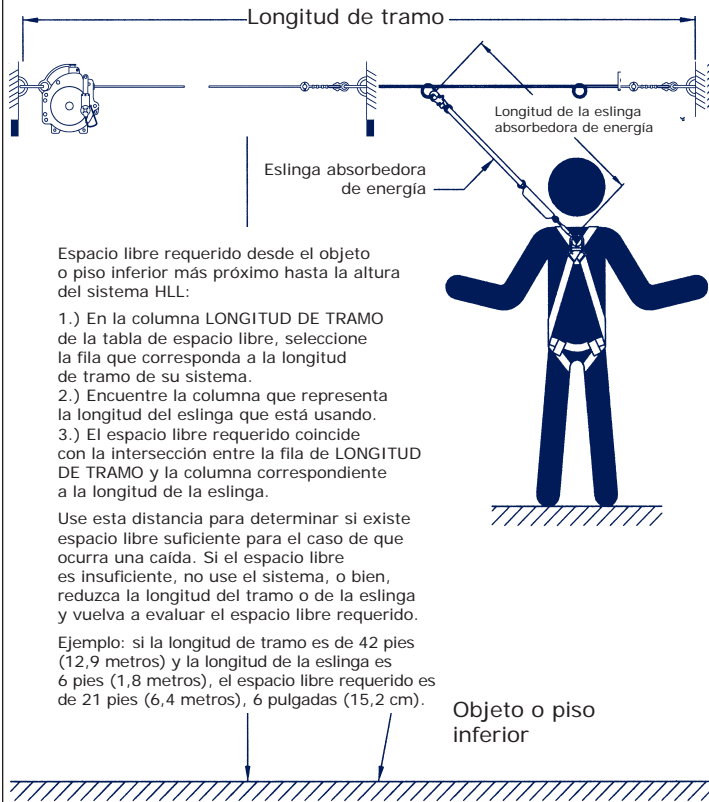 Longitud de tramo
Longitud de la eslinga
absorbedora de energía
Eslinga absorbedora
de energía
Espacio libre requerido desde el objeto
o piso inferior más próximo hasta la altura
del sistema HLL:
1.) En la columna LONGITUD DE TRAMO
de la tabla de espacio libre, seleccione
la fila que corresponda a la longitud
de tramo de su sistema.
2.) Encuentre la columna que representa
la longitud del eslinga que está usando.
3.) El espacio libre requerido coincide
con la intersección entre la fila de LONGITUD
DE TRAMO y la columna correspondiente
a la longitud de la eslinga.
Use esta distancia para determinar si existe
espacio libre suficiente para el caso de que
ocurra una caída. Si el espacio libre
es insuficiente, no use el sistema, o bien,
reduzca la longitud del tramo o de la eslinga
y vuelva a evaluar el espacio libre requerido.
Ejemplo: si la longitud de tramo es de 42 pies
(12,9 metros) y la longitud de la eslinga es
6 pies (1,8 metros), el espacio libre requerido es
de 21 pies (6,4 metros), 6 pulgadas (15,2 cm).
Objeto o piso
inferior